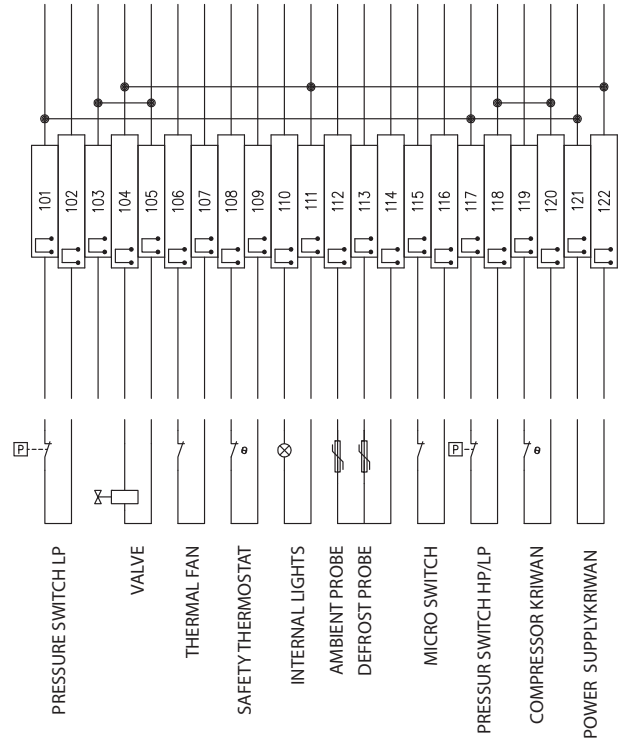 101
102
103
104
105
106
107
108
109
110
111
112
113
114
115
116
117
118
119
120
121
122
P
θ
P
θ
PRESSURE SWITCH LP
VALVE
THERMAL FAN
SAFETY THERMOSTAT
INTERNAL LIGHTS
AMBIENT PROBE
DEFROST PROBE
MICRO SWITCH
PRESSUR SWITCH HP/LP
COMPRESSOR KRIWAN
POWER SUPPLYKRIWAN